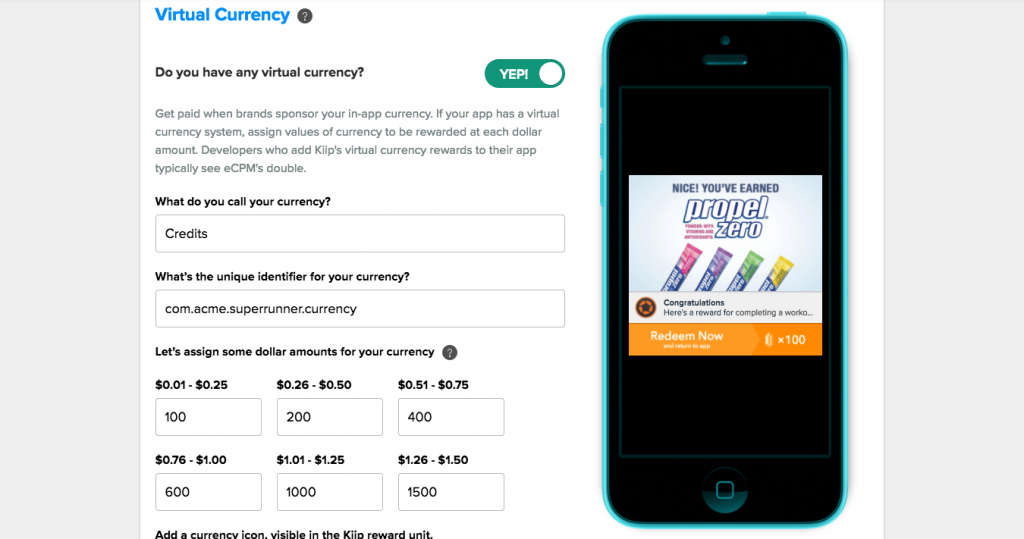 Virtual Currency ?
Do you have any virtual currency?
YEP!
Get paid when brands sponsor your in-app currency. If your app has a virtual
currency system, assign values of currency to be rewarded at each dollar
amount. Developers who add Kiip's virtual currency rewards to their app
typically see eCPM's double.
What do you call your currency?
Credits
What's the unique identifier for your currency?
com.acme.superrunner.currency
Let's assign some dollar amounts for your currency ?
$0.01 - $0.25 $0.26 - $0.50 $0.51 - $0.75
100 200 400
$0.76 - $1.00 $1.01 - $1.25 $1.26 - $1.50
600 1000 1500
Add a currency icon, visible in the Kiip reward unit.
NICE! YOU'VE EARNED
propel
POWDER WITH
VITAMINS AND
ANTIOXIDANTS
zero
Congratulations
Here's a reward for completing a worko...
Redeem Now
and return to app
×100